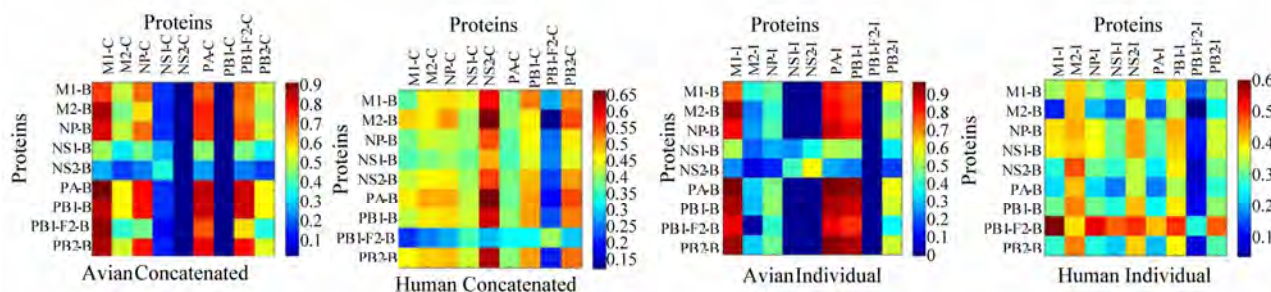 Proteins
M1-C
M2-C
NP-C
NS1-C
NS2-C
PA-C
PB1-C
PB1-F2-C
PB2-C
Proteins
M1-B
M2-B
NP-B
NS1-B
NS2-B
PA-B
PB1-B
PB1-F2-B
PB2-B
0.9
0.8
0.7
0.6
0.5
0.4
0.3
0.2
0.1
Avian Concatenated
Proteins
M1-C
M2-C
NP-C
NS1-C
NS2-C
PA-C
PB1-C
PB1-F2-C
PB2-C
Proteins
M1-B
M2-B
NP-B
NS1-B
NS2-B
PA-B
PB1-B
PB1-F2-B
PB2-B
0.65
0.6
0.55
0.5
0.45
0.4
0.35
0.3
0.25
0.2
0.15
Human Concatenated
Proteins
M1-I
M2-I
NP-I
NS1-I
NS2-I
PA-I
PB1-I
PB1-F2-I
PB2-I
Proteins
M1-B
M2-B
NP-B
NS1-B
NS2-B
PA-B
PB1-B
PB1-F2-B
PB2-B
0.9
0.8
0.7
0.6
0.5
0.4
0.3
0.2
0.1
0
Avian Individual
Proteins
M1-I
M2-I
NP-I
NS1-I
NS2-I
PA-I
PB1-I
PB1-F2-I
PB2-I
Proteins
M1-B
M2-B
NP-B
NS1-B
NS2-B
PA-B
PB1-B
PB1-F2-B
PB2-B
0.6
0.5
0.4
0.3
0.2
0.1
Human Individual